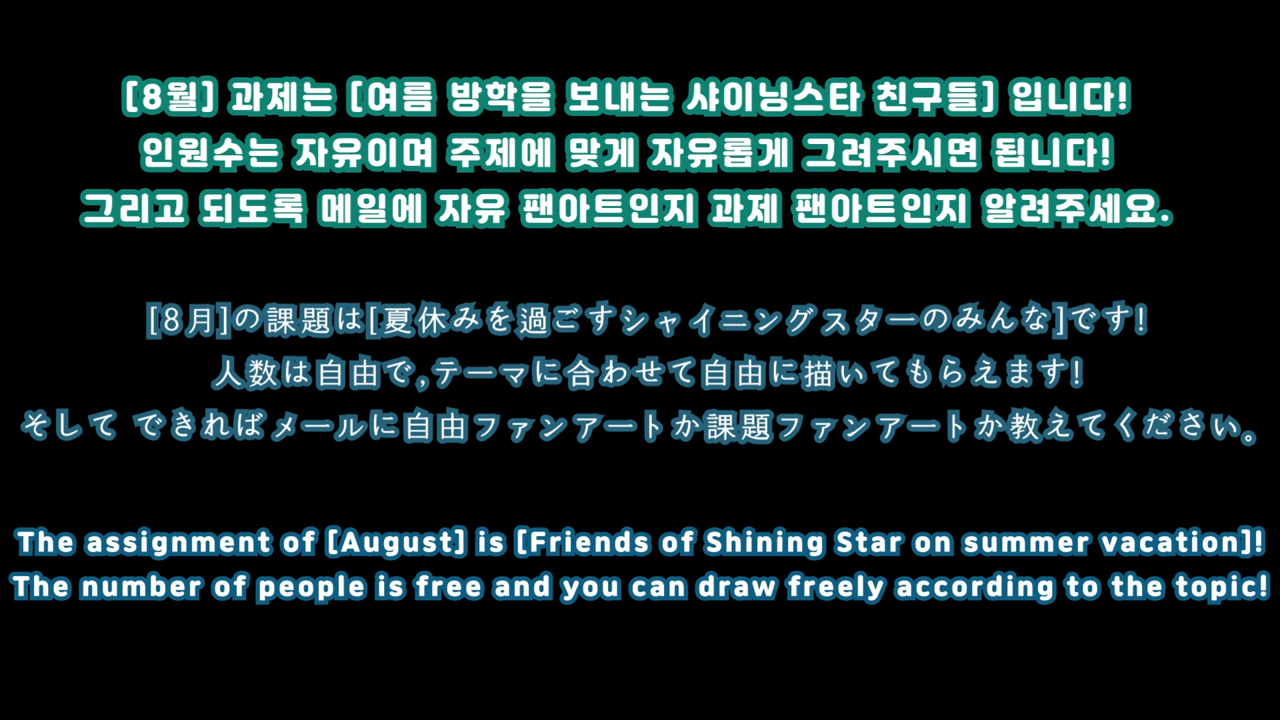 [8월] 과제는 [여름 방학을 보내는 샤이닝스타 친구들] 입니다!
인원수는 자유이며 주제에 맞게 자유롭게 그려주시면 됩니다!
그리고 되도록 메일에 자유 팬아트인지 과제 팬아트인지 알려주세요.
[8月]の課題は[夏休みを過ごすシャイニングスターのみんな]です!
人数は自由で,テーマに合わせて自由に描いてもらえます!
そして できればメールに自由ファンアートか課題ファンアートか教えてください。
The assignment of [August] is [Friends of Shining Star on summer vacation]!
The number of people is free and you can draw freely according to the topic!